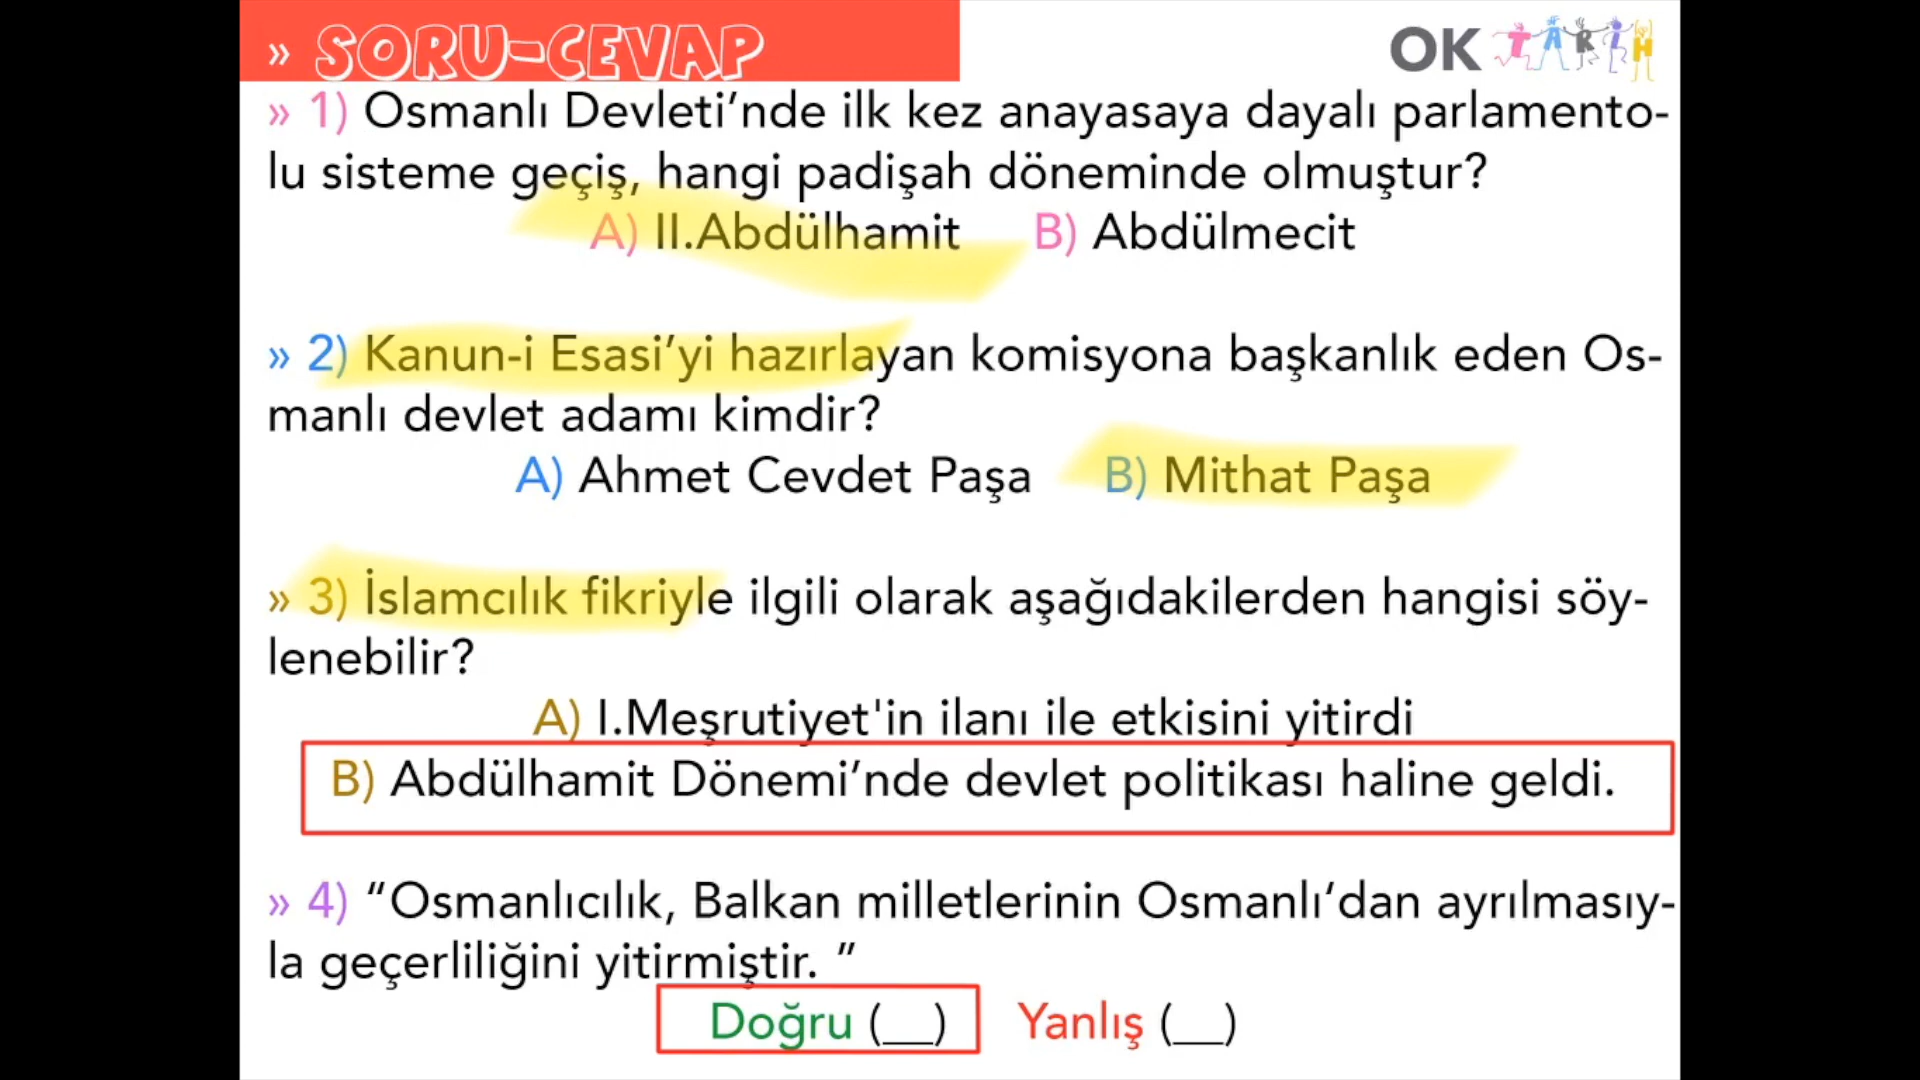 » SORU-CEVAP
OK TARİH
» 1) Osmanlı Devleti’nde ilk kez anayasaya dayalı parlamento-
lu sisteme geçiş, hangi padişah döneminde olmuştur?
A) II.Abdülhamit B) Abdülmecit
» 2) Kanun-i Esasi’yi hazırlayan komisyona başkanlık eden Os-
manlı devlet adamı kimdir?
A) Ahmet Cevdet Paşa B) Mithat Paşa
» 3) İslamcılık fikriyle ilgili olarak aşağıdakilerden hangisi söy-
lenebilir?
A) I.Meşrutiyet'in ilanı ile etkisini yitirdi
B) Abdülhamit Dönemi’nde devlet politikası haline geldi.
» 4) “Osmanlıcılık, Balkan milletlerinin Osmanlı‘dan ayrılmasıy-
la geçerliliğini yitirmiştir. ”
Doğru (__) Yanlış (__)